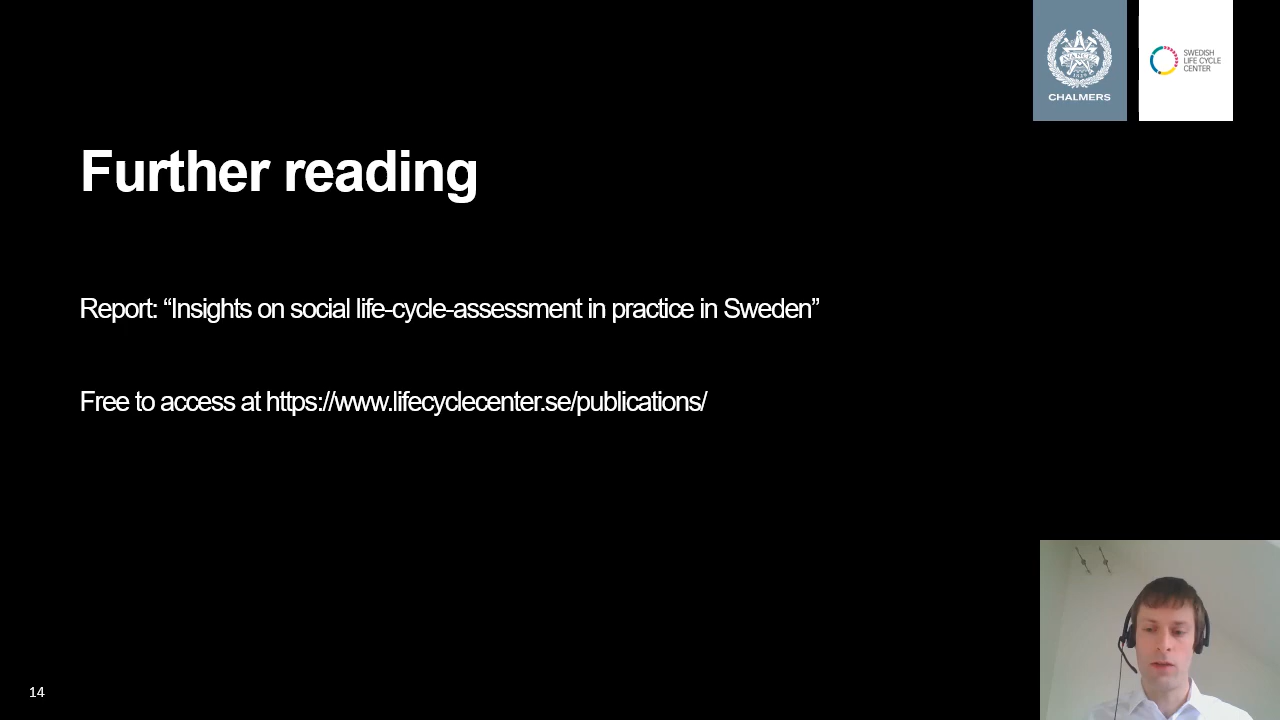 CHALMERS
SWEDISH
LIFE CYCLE
CENTER
Further reading
Report: “Insights on social life-cycle-assessment in practice in Sweden”
Free to access at https://www.lifecyclecenter.se/publications/
14